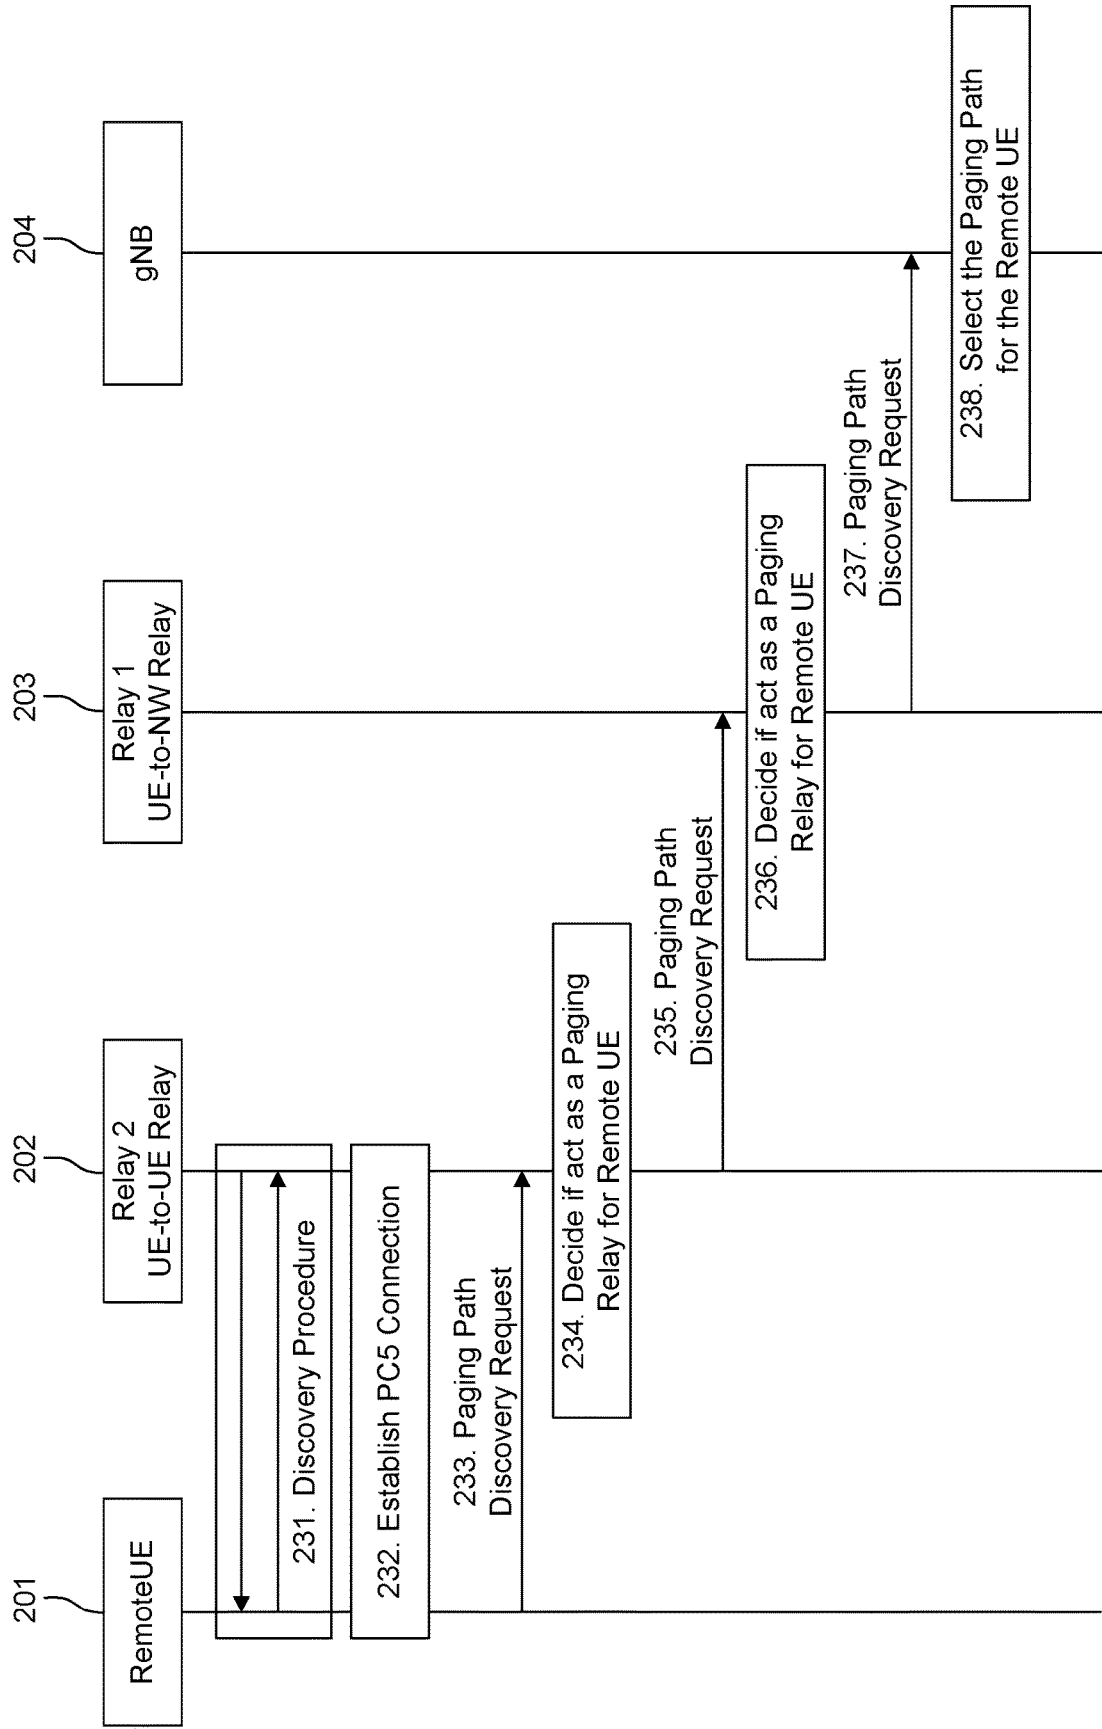 201
202
203
204
RemoteUE
Relay 2
UE-to-UE Relay
Relay 1
UE-to-NW Relay
gNB
231. Discovery Procedure
232. Establish PC5 Connection
233. Paging Path
Discovery Request
234. Decide if act as a Paging
Relay for Remote UE
235. Paging Path
Discovery Request
236. Decide if act as a Paging
Relay for Remote UE
237. Paging Path
Discovery Request
238. Select the Paging Path
for the Remote UE